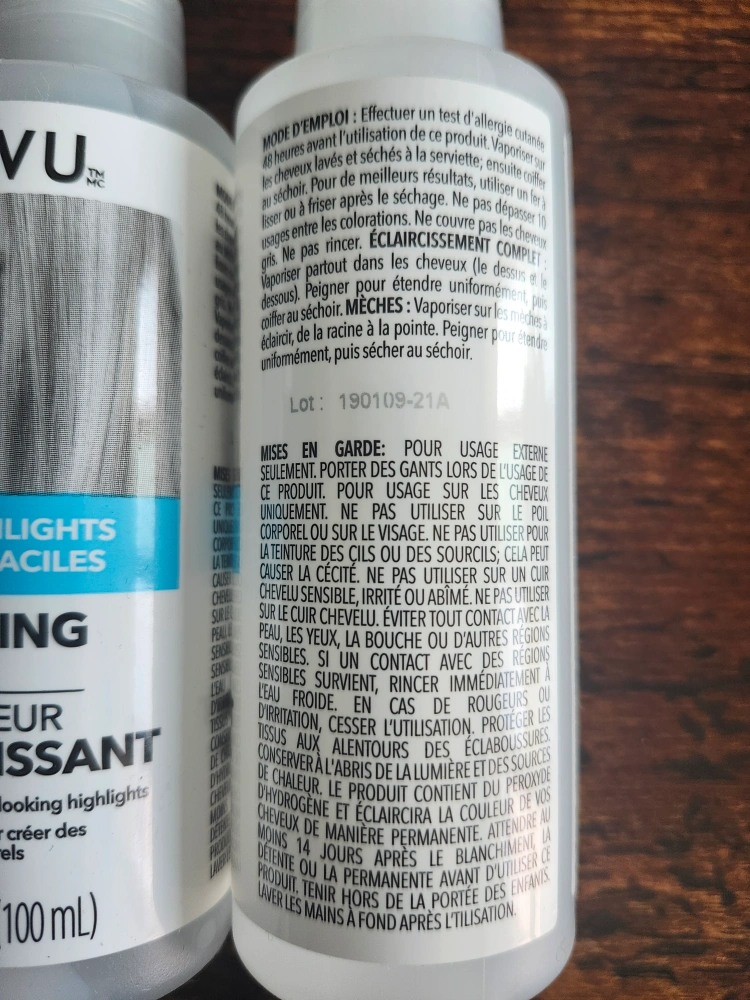 VU
TM
MC
HLIGHTS
ACILES
ING
EUR
ISSANT
looking highlights
r créer des
rels
(100 mL)
MODE D'EMPLOI : Effectuer un test d'allergie cutanée
48 heures avant l'utilisation de ce produit. Vaporiser sur
les cheveux lavés et séchés à la serviette; ensuite coiffer
au séchoir. Pour de meilleurs résultats, utiliser un fer à
lisser ou à friser après le séchage. Ne pas dépasser 10
usages entre les colorations. Ne couvre pas les cheveux
gris. Ne pas rincer. ÉCLAIRCISSEMENT COMPLET :
Vaporiser partout dans les cheveux (le dessus et le
dessous). Peigner pour étendre uniformément, puis
coiffer au séchoir. MÈCHES : Vaporiser sur les mèches à
éclaircir, de la racine à la pointe. Peigner pour étendre
uniformément, puis sécher au séchoir.
Lot : 190109-21A
MISES EN GARDE: POUR USAGE EXTERNE
SEULEMENT. PORTER DES GANTS LORS DE L'USAGE DE
CE PRODUIT. POUR USAGE SUR LES CHEVEUX
UNIQUEMENT. NE PAS UTILISER SUR LE POIL
CORPOREL OU SUR LE VISAGE. NE PAS UTILISER POUR
LA TEINTURE DES CILS OU DES SOURCILS; CELA PEUT
CAUSER LA CÉCITÉ. NE PAS UTILISER SUR UN CUIR
CHEVELU SENSIBLE, IRRITÉ OU ABÎMÉ. NE PAS UTILISER
SUR LE CUIR CHEVELU. ÉVITER TOUT CONTACT AVEC LA
PEAU, LES YEUX, LA BOUCHE OU D'AUTRES RÉGIONS
SENSIBLES. SI UN CONTACT AVEC DES RÉGIONS
SENSIBLES SURVIENT, RINCER IMMÉDIATEMENT À
L'EAU FROIDE. EN CAS DE ROUGEURS OU
D'IRRITATION, CESSER L'UTILISATION. PROTÉGER LES
TISSUS AUX ALENTOURS DES ÉCLABOUSSURES.
CONSERVER À L'ABRIS DE LA LUMIÈRE ET DES SOURCES
DE CHALEUR. LE PRODUIT CONTIENT DU PEROXYDE
D'HYDROGÈNE ET ÉCLAIRCIRA LA COULEUR DE VOS
CHEVEUX DE MANIÈRE PERMANENTE. ATTENDRE AU
MOINS 14 JOURS APRÈS LE BLANCHIMENT, LA
DÉTENTE OU LA PERMANENTE AVANT D'UTILISER CE
PRODUIT. TENIR HORS DE LA PORTÉE DES ENFANTS.
LAVER LES MAINS À FOND APRÈS L'TILISATION.